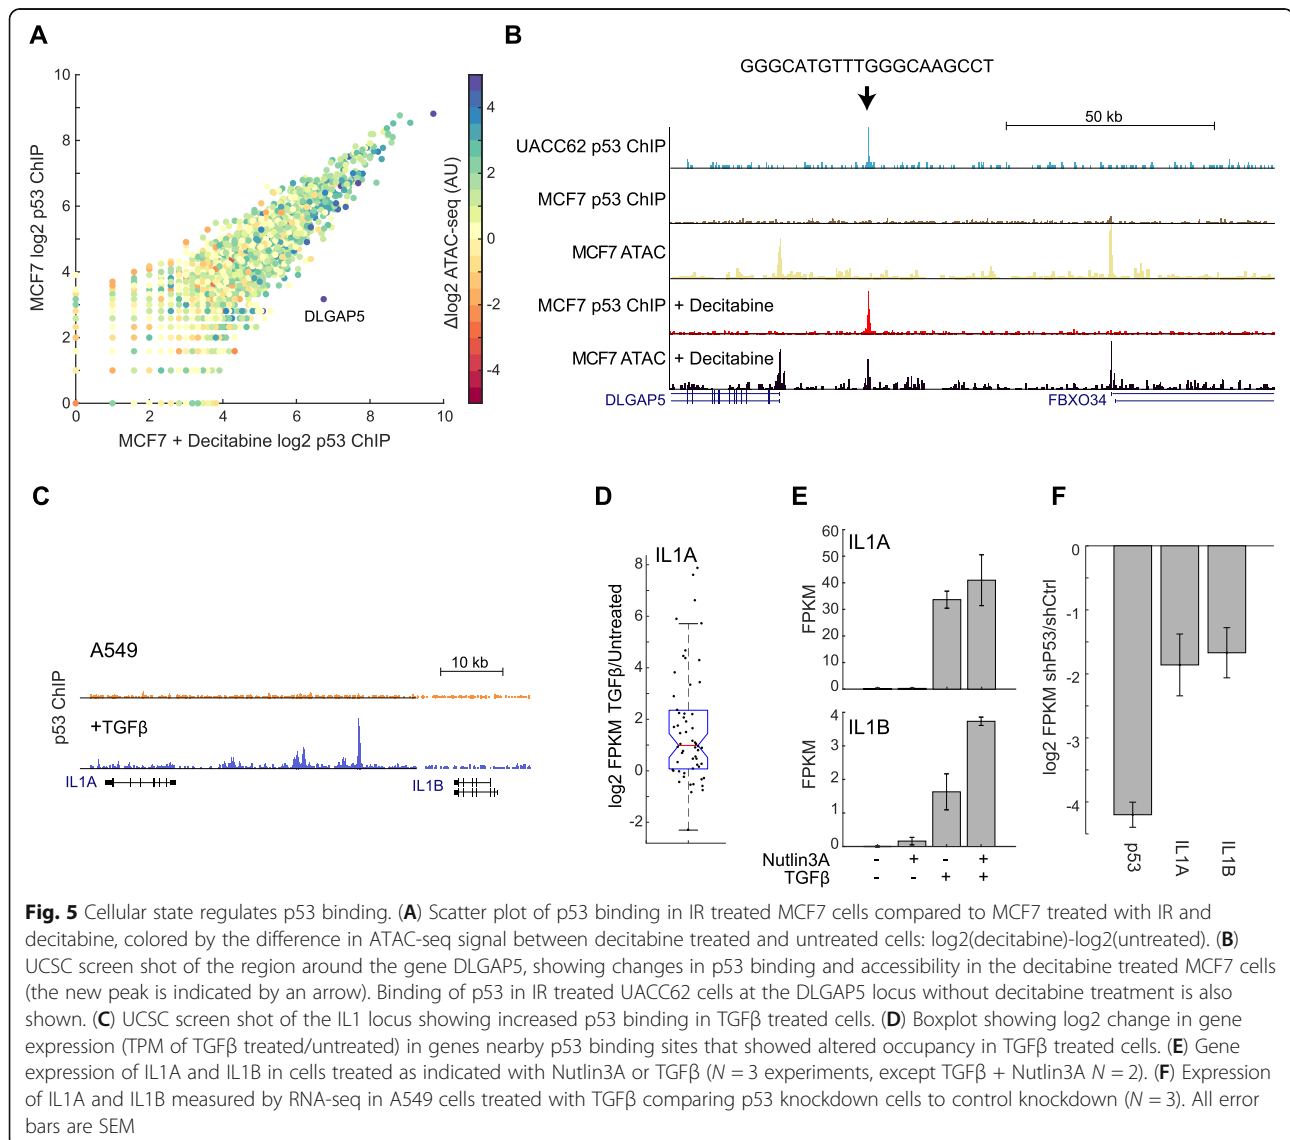 A
MCF7 log2 p53 ChIP
10
8
6
4
2
0
0
2
4
6
8
10
MCF7 + Decitabine log2 p53 ChIP
DLGAP5
4
2
0
-2
-4
Δlog2 ATAC-seq (AU)
B
GGGCATGTTTGGGCAAGCCT
50 kb
UACC62 p53 ChIP
MCF7 p53 ChIP
MCF7 ATAC
MCF7 p53 ChIP + Decitabine
MCF7 ATAC + Decitabine
DLGAP5
FBXO34
C
A549
10 kb
p53 ChIP
+TGFβ
IL1A
IL1B
D
IL1A
log2 FPKM TGFβ/Untreated
8
6
4
2
0
-2
E
IL1A
FPKM
60
50
40
30
20
10
0
IL1B
FPKM
4
3
2
1
0
Nutlin3A - + - +
TGFβ - - + +
F
log2 FPKM shP53/shCtrl
0
-1
-2
-3
-4
p53
IL1A
IL1B
Fig. 5 Cellular state regulates p53 binding. (A) Scatter plot of p53 binding in IR treated MCF7 cells compared to MCF7 treated with IR and
decitabine, colored by the difference in ATAC-seq signal between decitabine treated and untreated cells: log2(decitabine)-log2(untreated). (B)
UCSC screen shot of the region around the gene DLGAP5, showing changes in p53 binding and accessibility in the decitabine treated MCF7 cells
(the new peak is indicated by an arrow). Binding of p53 in IR treated UACC62 cells at the DLGAP5 locus without decitabine treatment is also
shown. (C) UCSC screen shot of the IL1 locus showing increased p53 binding in TGFβ treated cells. (D) Boxplot showing log2 change in gene
expression (TPM of TGFβ treated/untreated) in genes nearby p53 binding sites that showed altered occupancy in TGFβ treated cells. (E) Gene
expression of IL1A and IL1B in cells treated as indicated with Nutlin3A or TGFβ (N = 3 experiments, except TGFβ + Nutlin3A N = 2). (F) Expression
of IL1A and IL1B measured by RNA-seq in A549 cells treated with TGFβ comparing p53 knockdown cells to control knockdown (N = 3). All error
bars are SEM